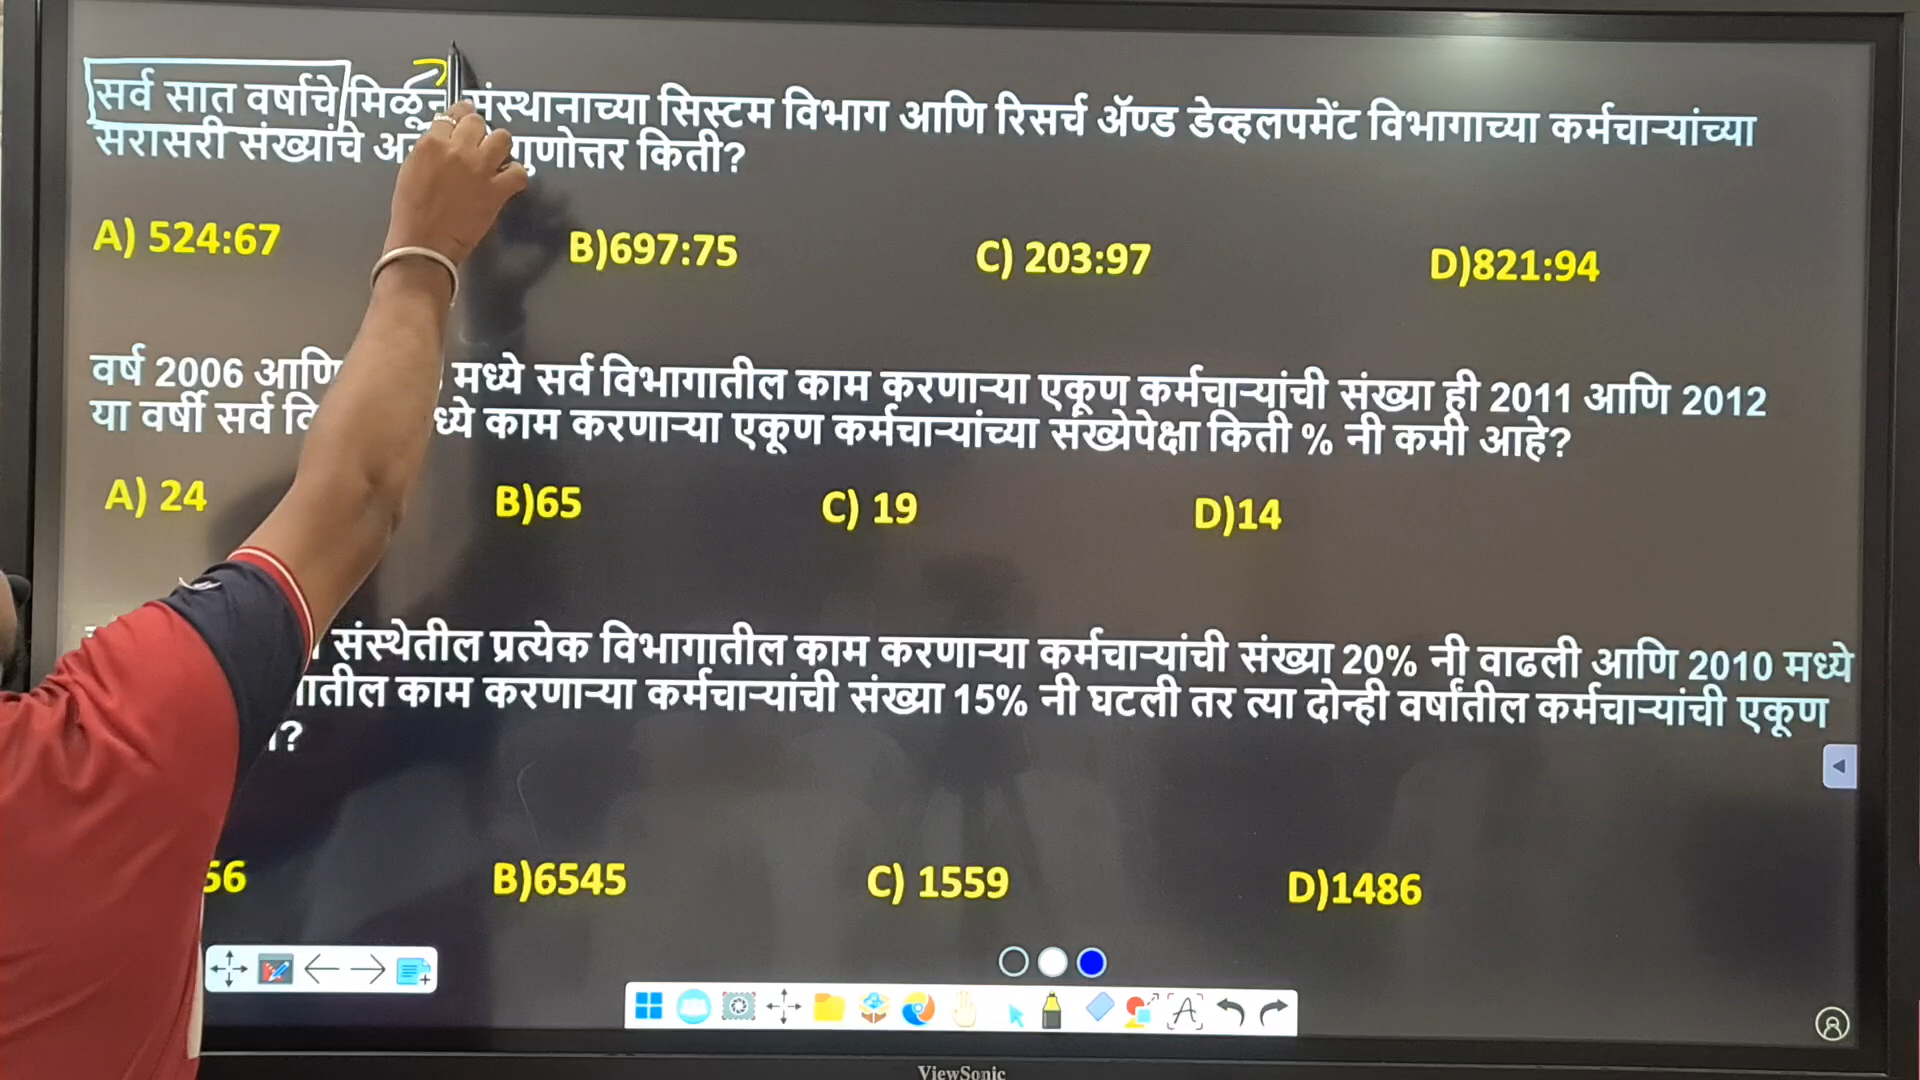 सर्व सात वर्षाचे मिळून संस्थानाच्या सिस्टम विभाग आणि रिसर्च ॲण्ड डेव्हलपमेंट विभागाच्या कर्मचाऱ्यांच्या
सरासरी संख्यांचे गुणोत्तर किती?
A) 524:67 B)697:75 C) 203:97 D)821:94
वर्ष 2006 आणि मध्ये सर्व विभागातील काम करणाऱ्या एकूण कर्मचाऱ्यांची संख्या ही 2011 आणि 2012
या वर्षी सर्व काम करणाऱ्या एकूण कर्मचाऱ्यांच्या संख्येपेक्षा किती % नी कमी आहे?
A) 24 B)65 C) 19 D)14
संस्थेतील प्रत्येक विभागातील काम करणाऱ्या कर्मचाऱ्यांची संख्या 20% नी वाढली आणि 2010 मध्ये
काम करणाऱ्या कर्मचाऱ्यांची संख्या 15% नी घटली तर त्या दोन्ही वर्षांतील कर्मचाऱ्यांची एकूण
B)6545 C) 1559 D)1486
ViewSonic